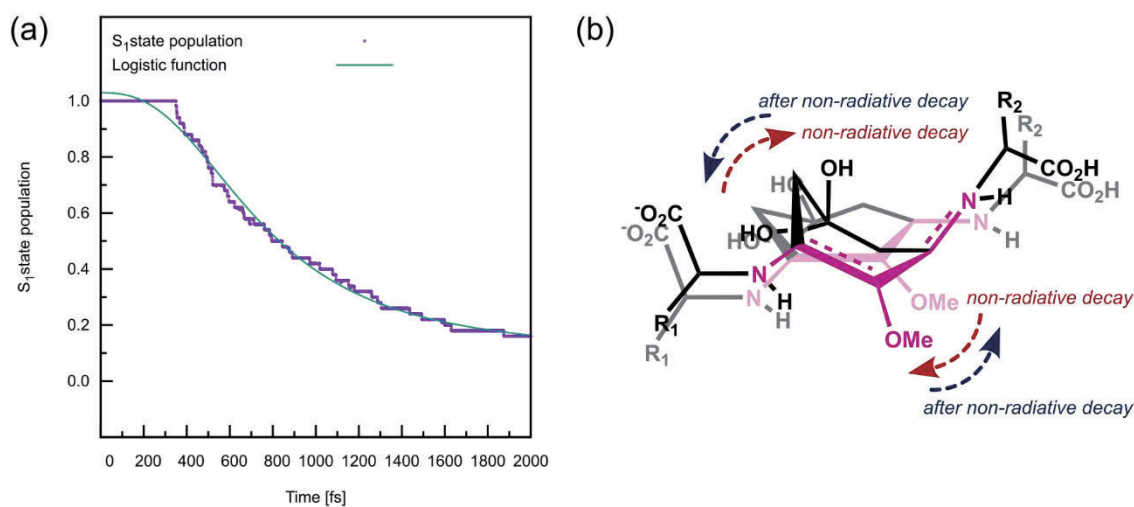 (a)
S1state population
Logistic function
1.0
0.8
0.6
0.4
0.2
0.0
S1state population
0 200 400 600 800 1000 1200 1400 1600 1800 2000
Time [fs]
(b)
after non-radiative decay
non-radiative decay
R2
R2
OH
CO2H
CO2H
HO
N H
N
H
HO
HO
-O2C
-O2C
N
N
H
H
OMe
OMe
R1
R1
non-radiative decay
after non-radiative decay